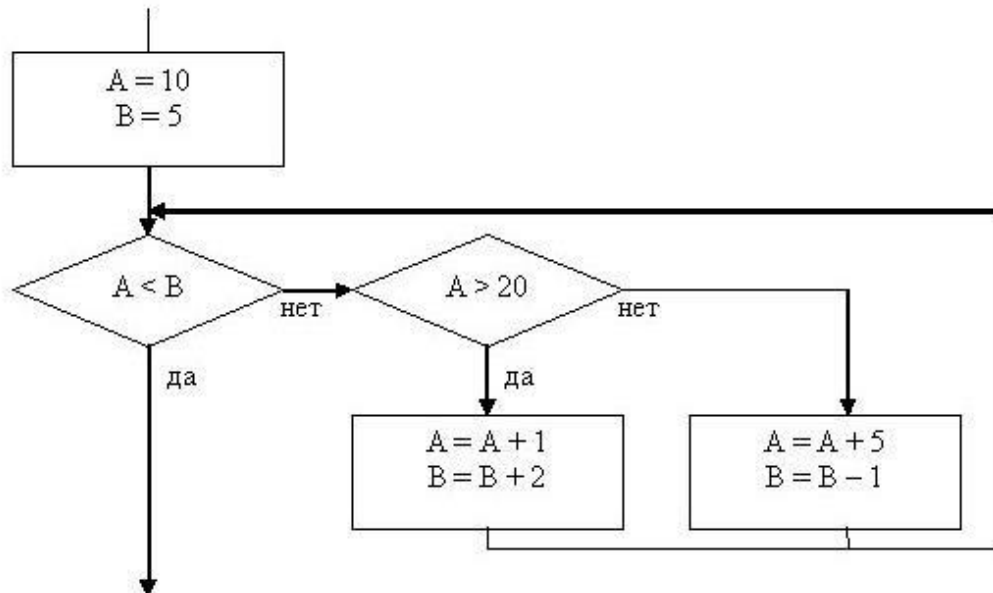 A = 10
B = 5
A < B
нет
A > 20
нет
да
да
A = A + 1
B = B + 2
A = A + 5
B = B – 1